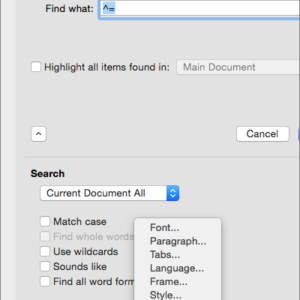 Find what: ^=
Highlight all items found in: Main Document
Cancel
Search
Current Document All
Match case
Find whole words
Use wildcards
Sounds like
Find all word form
Font...
Paragraph...
Tabs...
Language...
Frame...
Style...